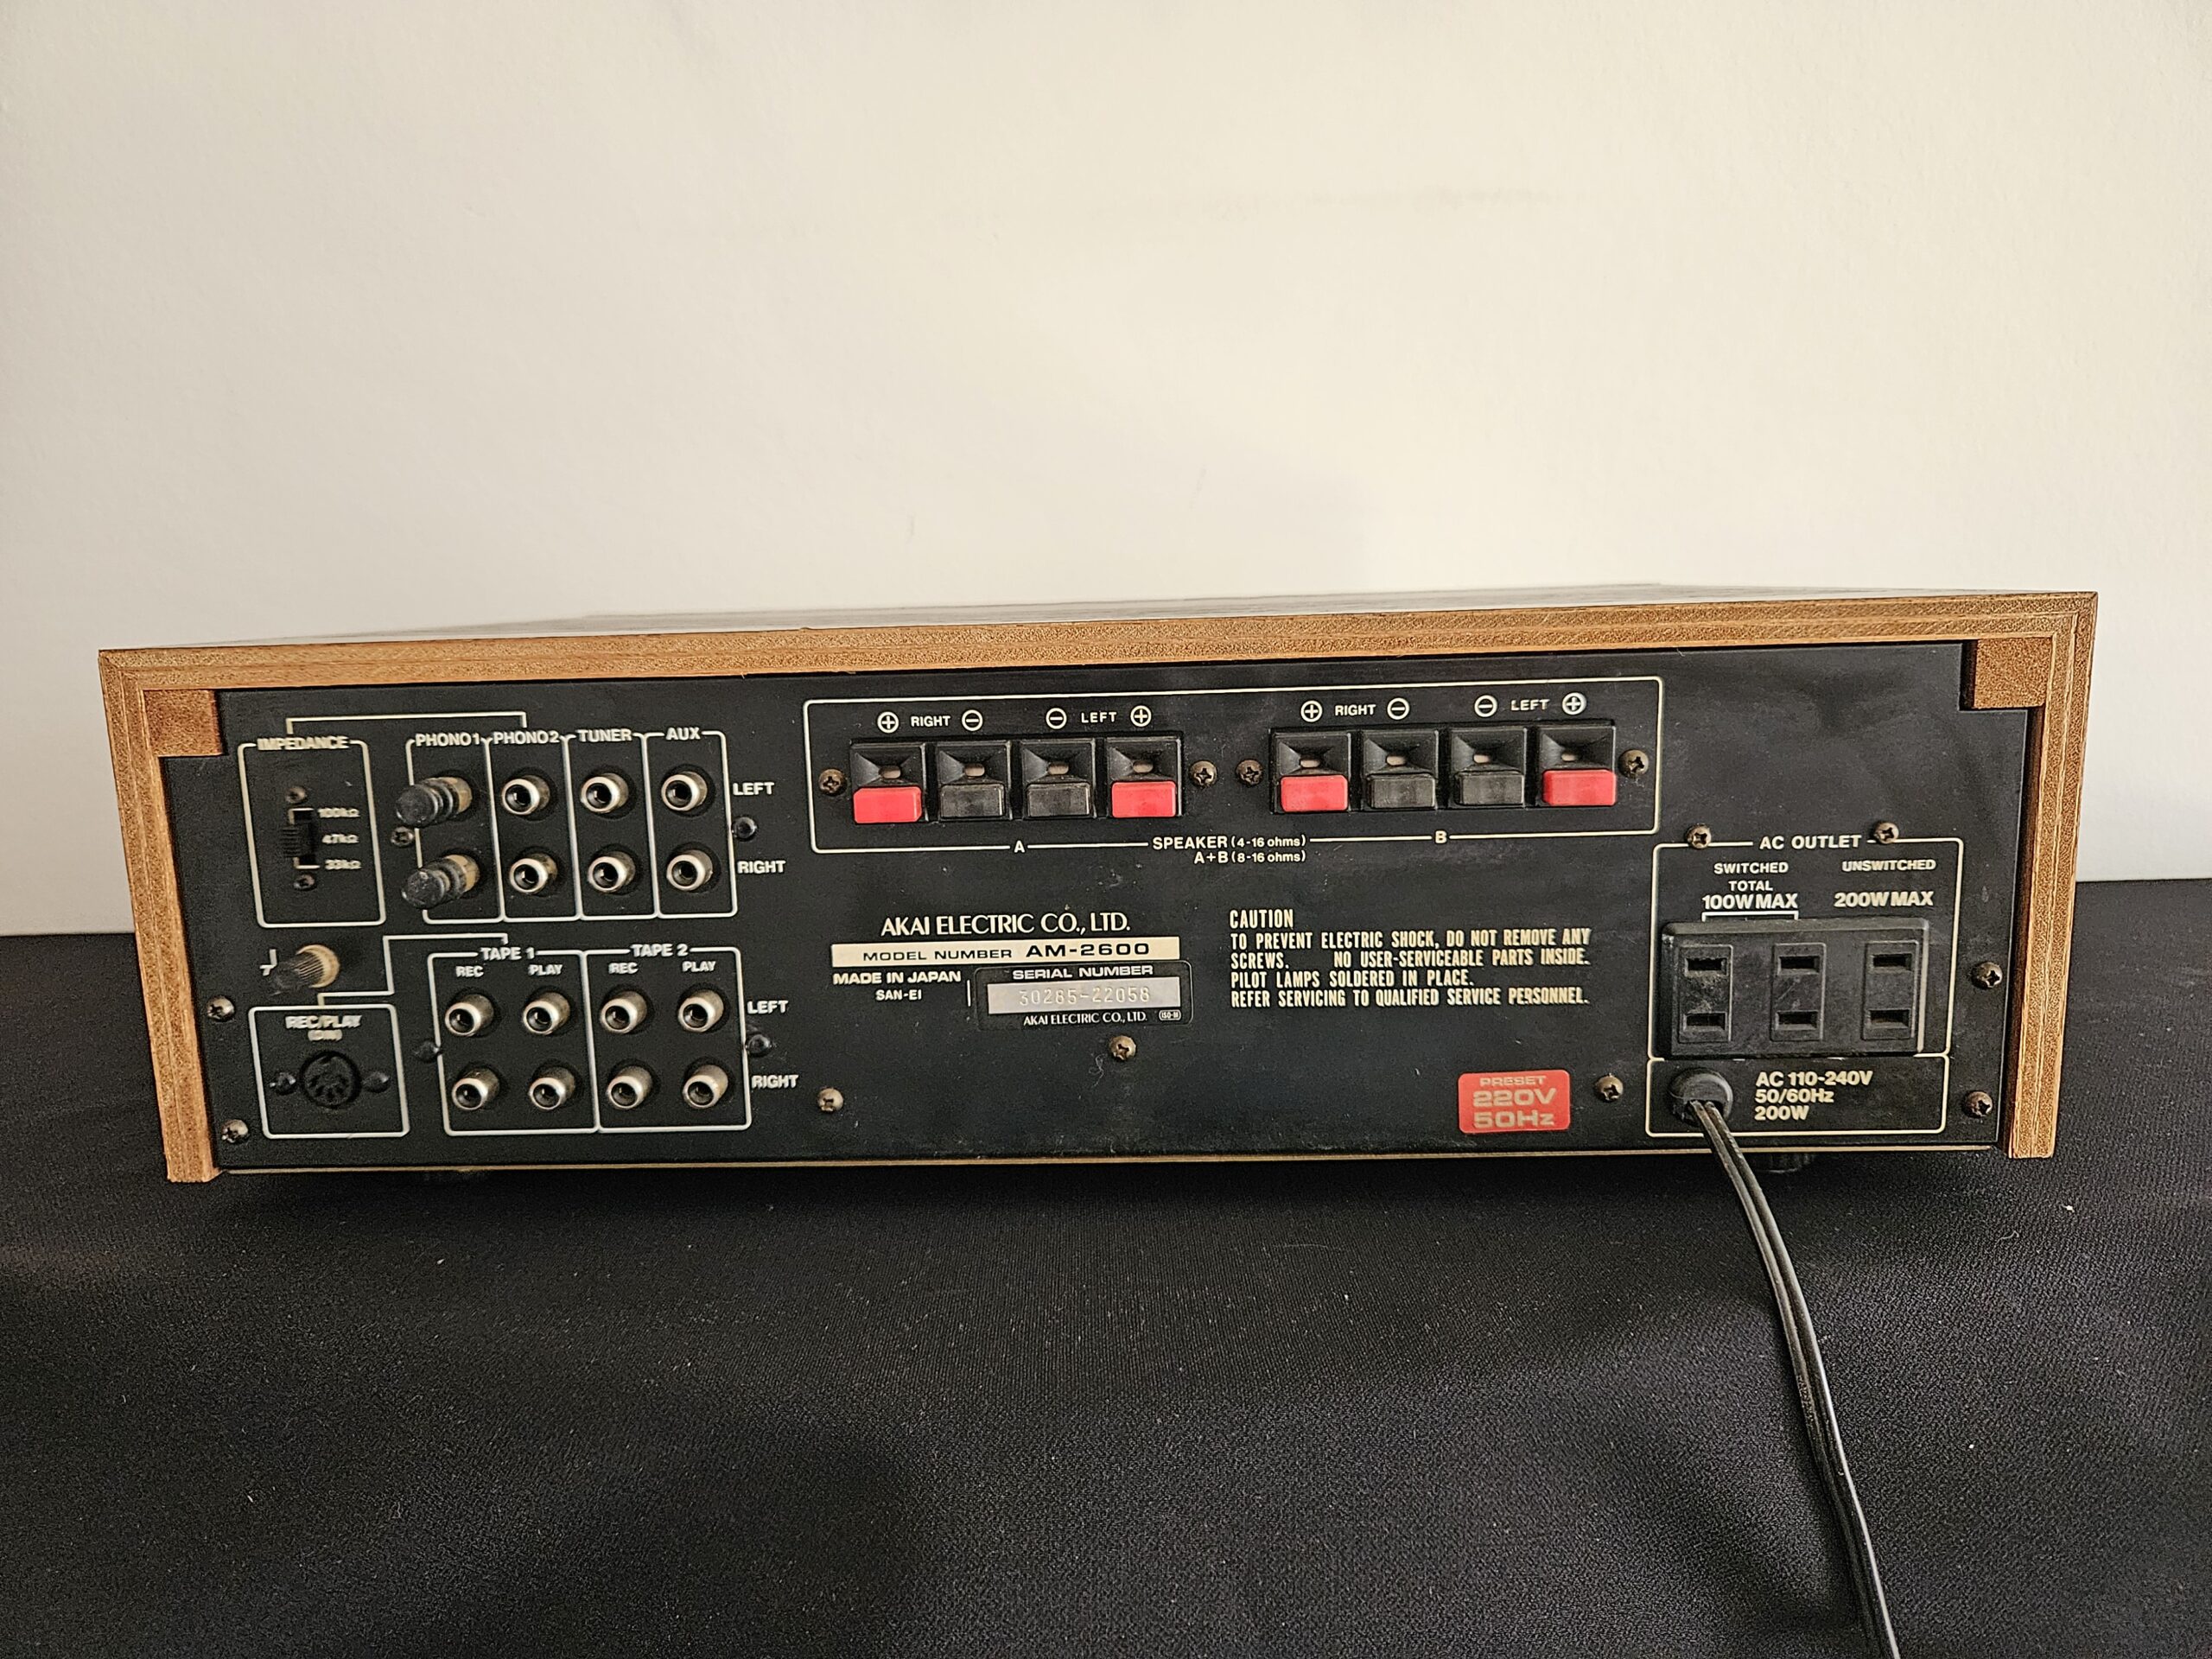 IMPEDANCE
100kΩ
47kΩ
33kΩ
PHONO1 PHONO2 TUNER AUX
LEFT
RIGHT
TAPE 1 TAPE 2
REC PLAY REC PLAY
LEFT
RIGHT
REC/PLAY
(DIN)
+ RIGHT − − LEFT +
+ RIGHT − − LEFT +
A SPEAKER (4-16 ohms) B
A+B (8-16 ohms)
AKAI ELECTRIC CO., LTD.
MODEL NUMBER AM-2600
MADE IN JAPAN
SAN-EI
SERIAL NUMBER
30265-22058
AKAI ELECTRIC CO., LTD.
CAUTION
TO PREVENT ELECTRIC SHOCK, DO NOT REMOVE ANY
SCREWS. NO USER-SERVICEABLE PARTS INSIDE.
PILOT LAMPS SOLDERED IN PLACE.
REFER SERVICING TO QUALIFIED SERVICE PERSONNEL.
PRESET
220V
50Hz
AC OUTLET
SWITCHED UNSWITCHED
TOTAL
100W MAX 200W MAX
AC 110-240V
50/60Hz
200W